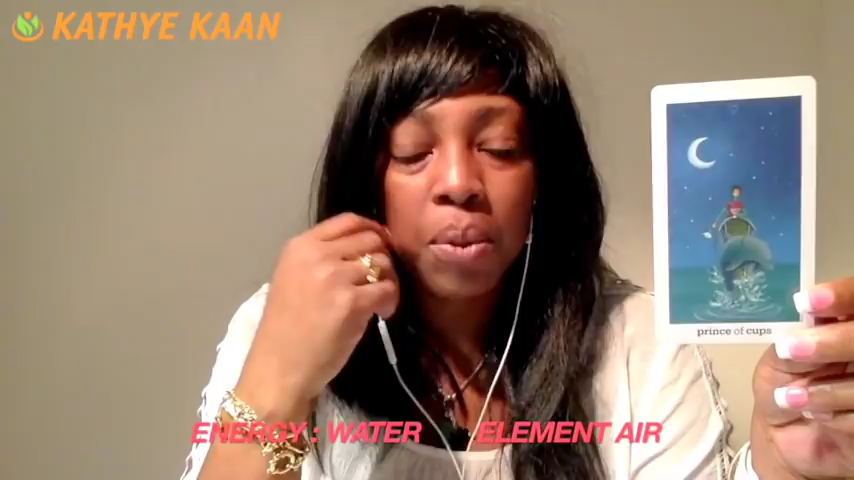 KATHYE KAAN
prince of cups
ENERGY : WATER ELEMENT AIR